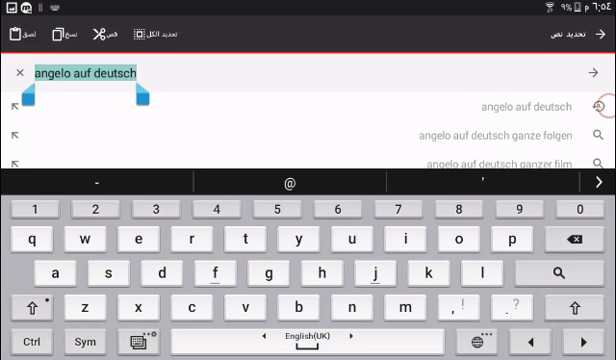 ٩% م ٦:٥٤
لصق نسخ قص تحديد الكل تحديد نص
angelo auf deutsch
angelo auf deutsch
angelo auf deutsch ganze folgen
angelo auf deutsch ganzer film
- @ '
1 2 3 4 5 6 7 8 9 0
q w e r t y u i o p
a s d f g h j k l
z x c v b n m , ! . ?
Ctrl Sym English(UK)